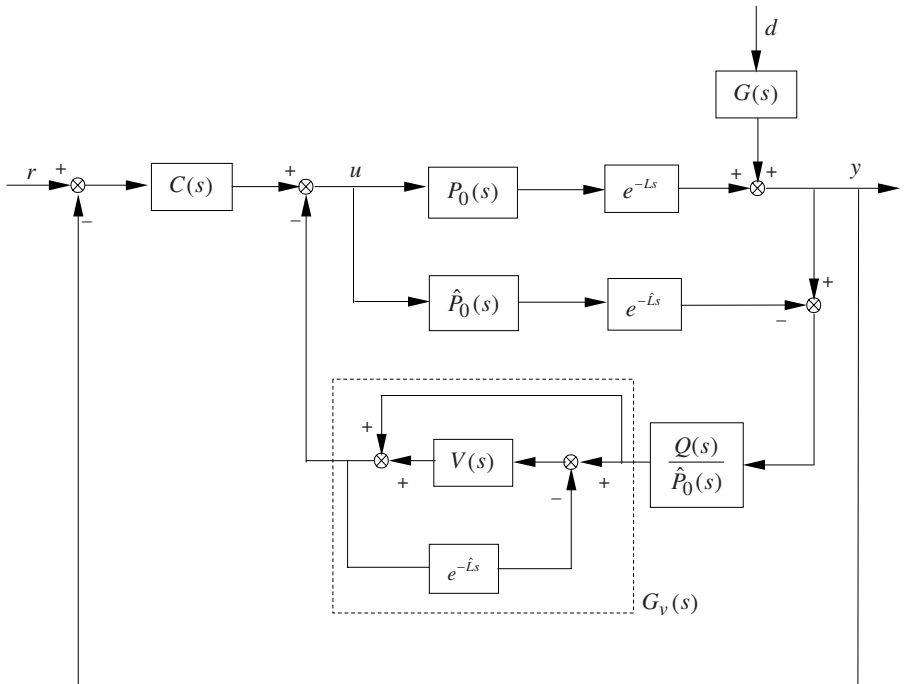 d
G(s)
r
+
−
C(s)
+
−
u
P₀(s)
e^{−Ls}
+
+
y
P̂₀(s)
e^{−L̂s}
+
−
+
+
V(s)
−
+
Q(s)
P̂₀(s)
e^{−L̂s}
G_v(s)